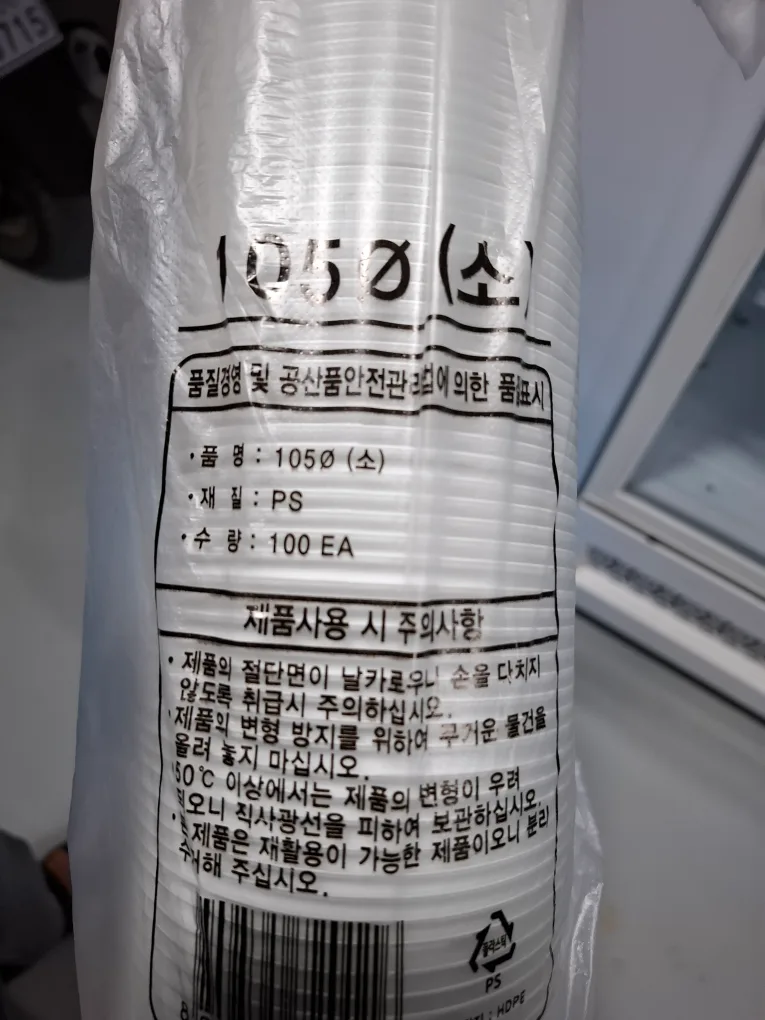 715
105Ø (소)
품질경영 및 공산품안전관리법에 의한 품질표시
• 품 명 : 105Ø (소)
• 재 질 : PS
• 수 량 : 100 EA
제품사용 시 주의사항
• 제품의 절단면이 날카로우니 손을 다치지
않도록 취급시 주의하십시오.
• 제품의 변형 방지를 위하여 무거운 물건을
올려 놓지 마십시오.
50℃ 이상에서는 제품의 변형이 우려
되오니 직사광선을 피하여 보관하십시오.
• 본 제품은 재활용이 가능한 제품이오니 분리
수거해 주십시오.
플라스틱
PS
8
: HDPE